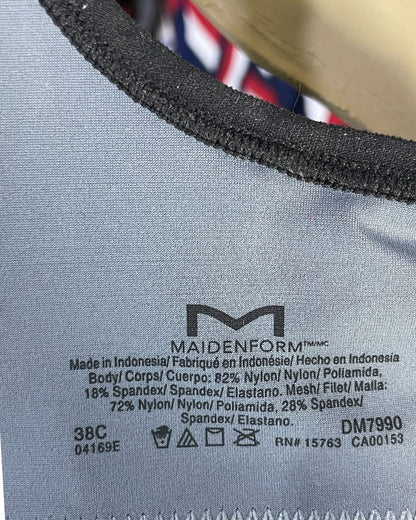 MAIDENFORM™/MC
Made in Indonesia/ Fabriqué en Indonésie/ Hecho en Indonesia
Body/ Corps/ Cuerpo: 82% Nylon/ Nylon/ Poliamida,
18% Spandex/ Spandex/ Elastano. Mesh/ Filet/ Malla:
72% Nylon/ Nylon/ Poliamida, 28% Spandex/
Spandex/ Elastano.
38C DM7990
04169E RN# 15763 CA00153